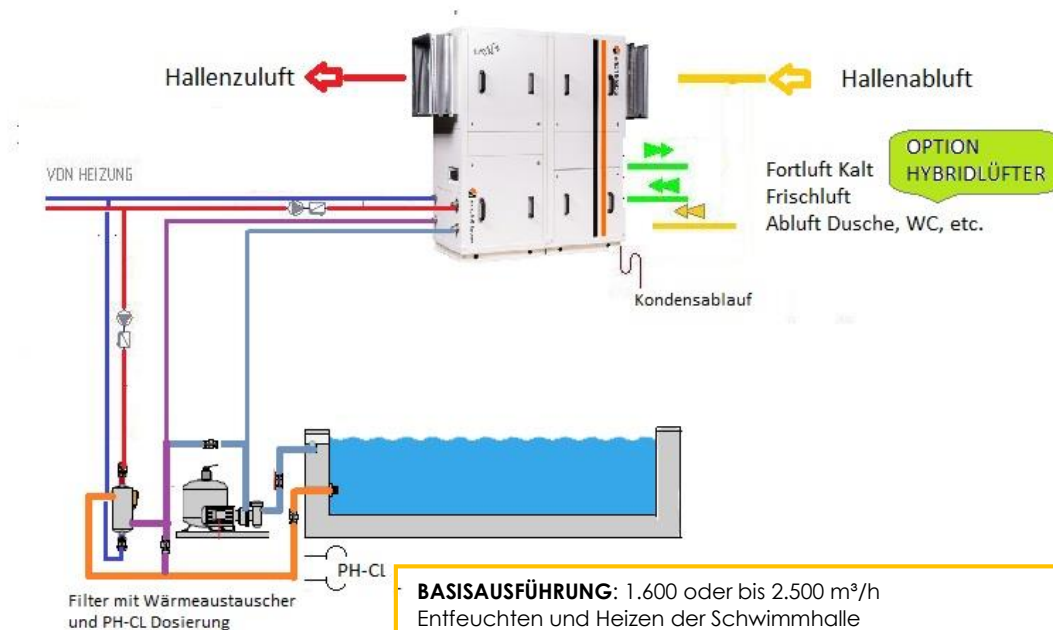 Hallenzuluft
Hallenabluft
VON HEIZUNG
OPTION
HYBRIDLÜFTER
Fortluft Kalt
Frischluft
Abluft Dusche, WC, etc.
Kondensablauf
PH-CL
Filter mit Wärmeaustauscher
und PH-CL Dosierung
BASISAUSFÜHRUNG: 1.600 oder bis 2.500 m³/h
Entfeuchten und Heizen der Schwimmhalle